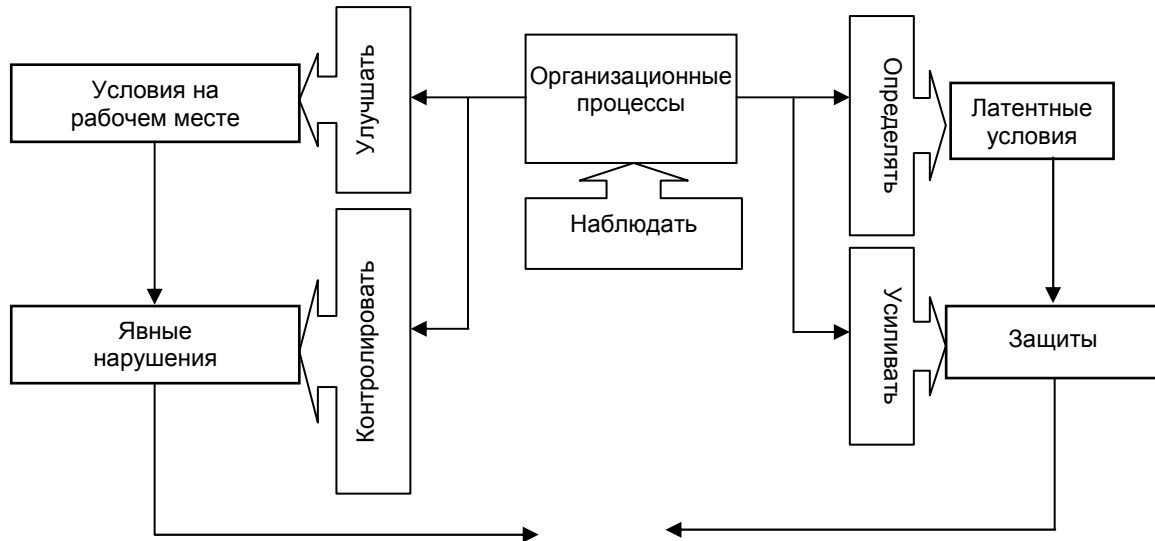 Условия на
рабочем месте
Улучшать
Организационные
процессы
Определять
Латентные
условия
Наблюдать
Явные
нарушения
Контролировать
Усиливать
Защиты